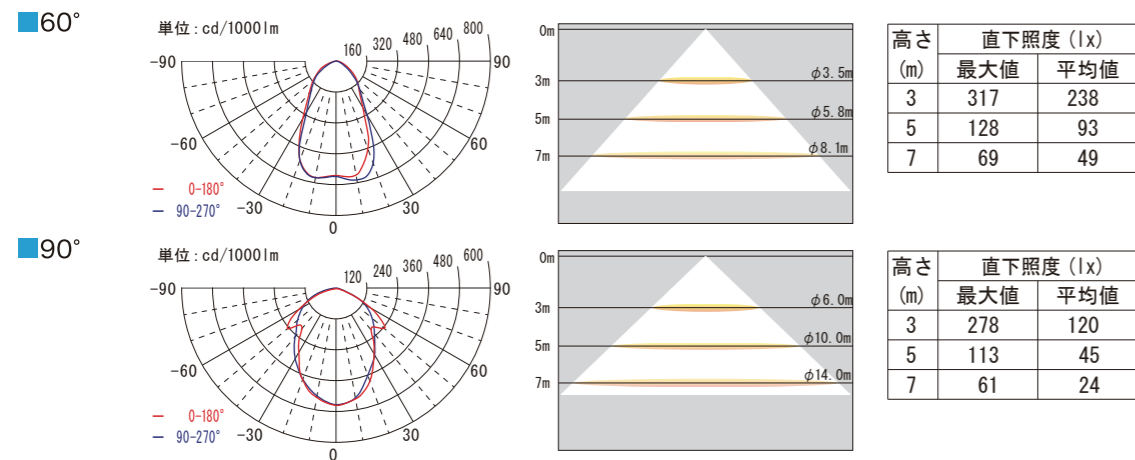 ■60°
単位:cd/1000lm
160 320 480 640 800
-90 90
-60 60
-30 30
0
0-180°
90-270°
0m
3m φ3.5m
5m φ5.8m
7m φ8.1m
高さ 直下照度(lx)
(m) 最大値 平均値
3 317 238
5 128 93
7 69 49
■90°
単位:cd/1000lm
120 240 360 480 600
-90 90
-60 60
-30 30
0
0-180°
90-270°
0m
3m φ6.0m
5m φ10.0m
7m φ14.0m
高さ 直下照度(lx)
(m) 最大値 平均値
3 278 120
5 113 45
7 61 24